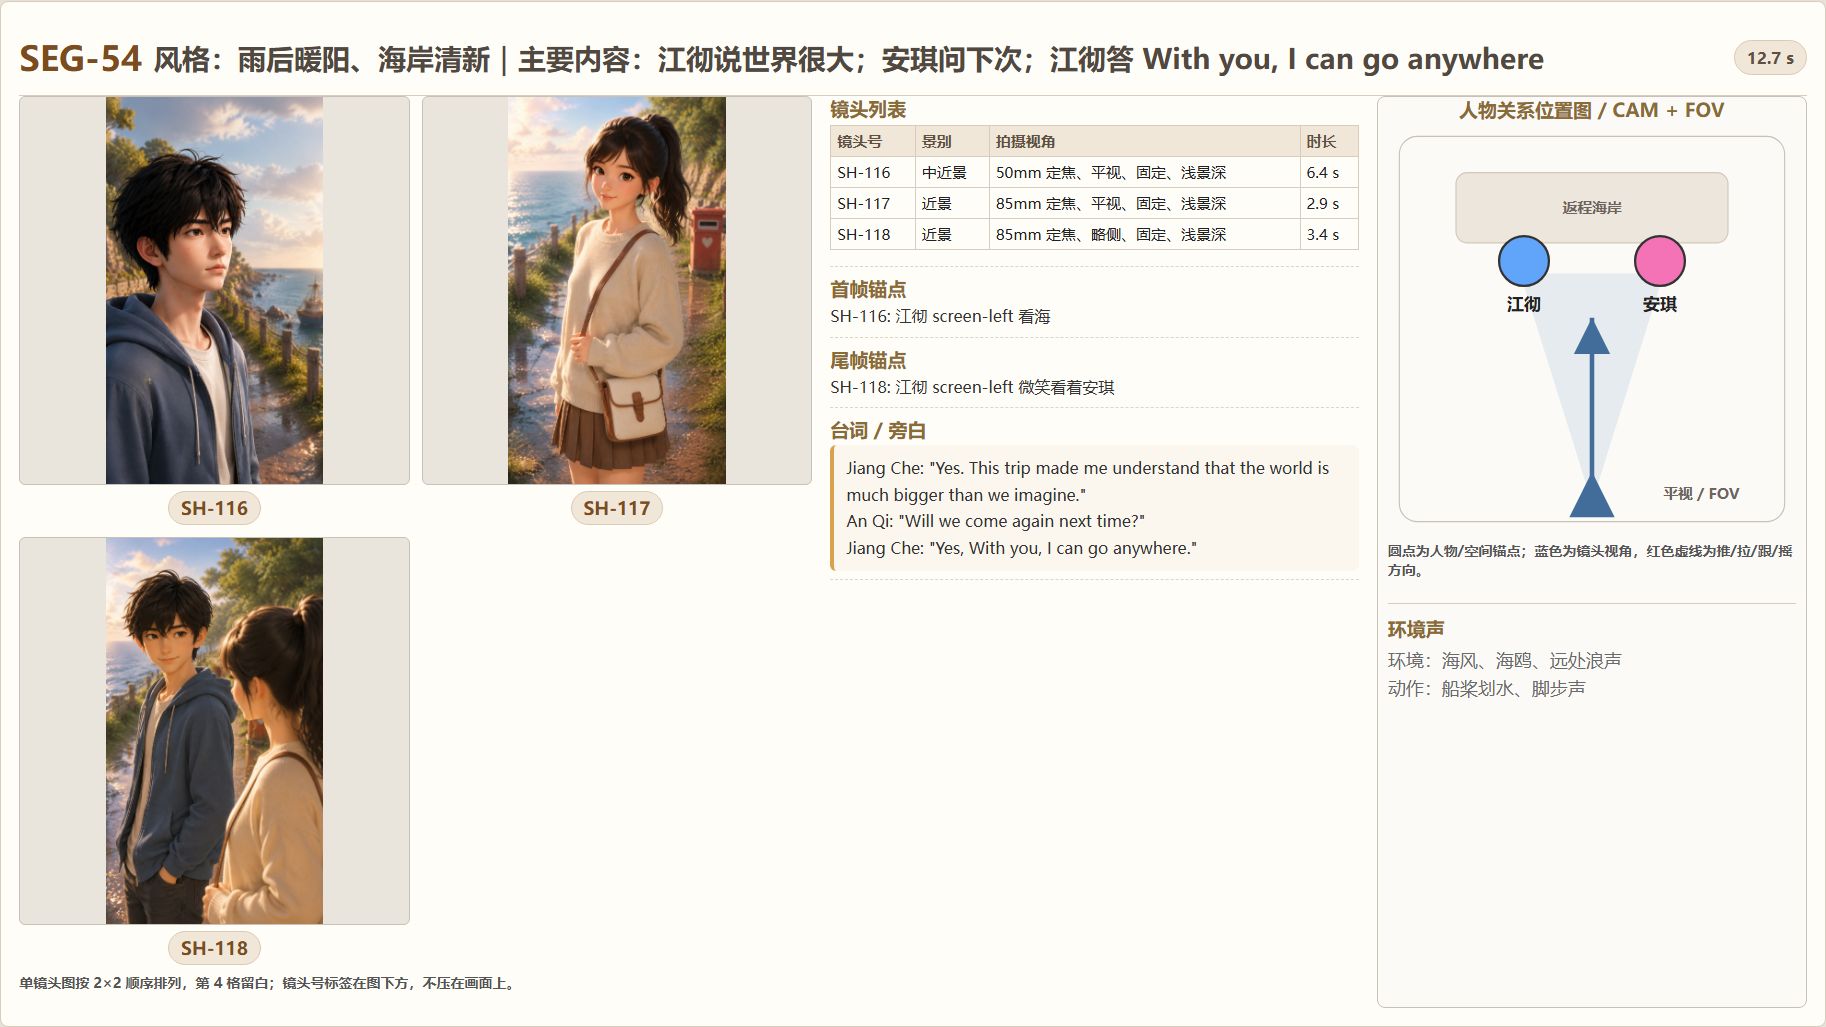 SEG-54 风格：雨后暖阳、海岸清新 | 主要内容：江彻说世界很大；安琪问下次；江彻答 With you, I can go anywhere
12.7 s
SH-116
SH-117
SH-118
单镜头图按 2×2 顺序排列，第 4 格留白；镜头号标签在图下方，不压在画面上。
镜头列表
镜头号 景别 拍摄视角 时长
SH-116 中近景 50mm 定焦、平视、固定、浅景深 6.4 s
SH-117 近景 85mm 定焦、平视、固定、浅景深 2.9 s
SH-118 近景 85mm 定焦、略侧、固定、浅景深 3.4 s
首帧锚点
SH-116: 江彻 screen-left 看海
尾帧锚点
SH-118: 江彻 screen-left 微笑看着安琪
台词 / 旁白
Jiang Che: "Yes. This trip made me understand that the world is
much bigger than we imagine."
An Qi: "Will we come again next time?"
Jiang Che: "Yes, With you, I can go anywhere."
人物关系位置图 / CAM + FOV
返程海岸
江彻
安琪
平视 / FOV
圆点为人物/空间锚点；蓝色为镜头视角，红色虚线为推/拉/跟/摇
方向。
环境声
环境：海风、海鸥、远处浪声
动作：船桨划水、脚步声